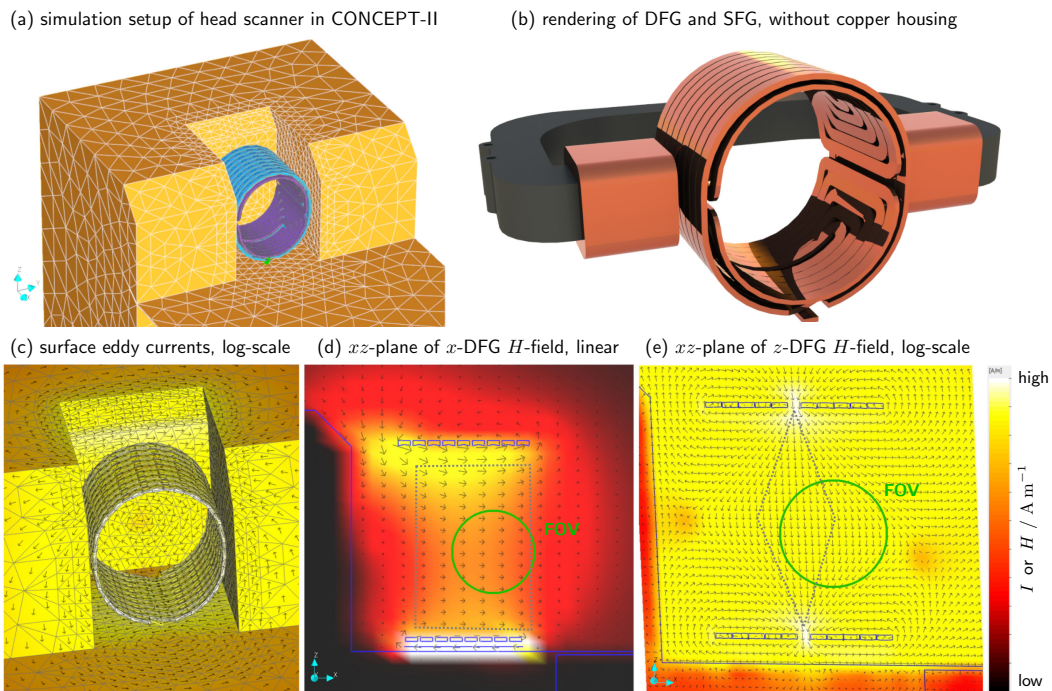 (a) simulation setup of head scanner in CONCEPT-II
(b) rendering of DFG and SFG, without copper housing
Z
Y
(c) surface eddy currents, log-scale
(d) xz-plane of x-DFG H-field, linear
(e) xz-plane of z-DFG H-field, log-scale
[A/m]
high
FOV
FOV
I or H / A m⁻¹
Z
X
Z
X
low